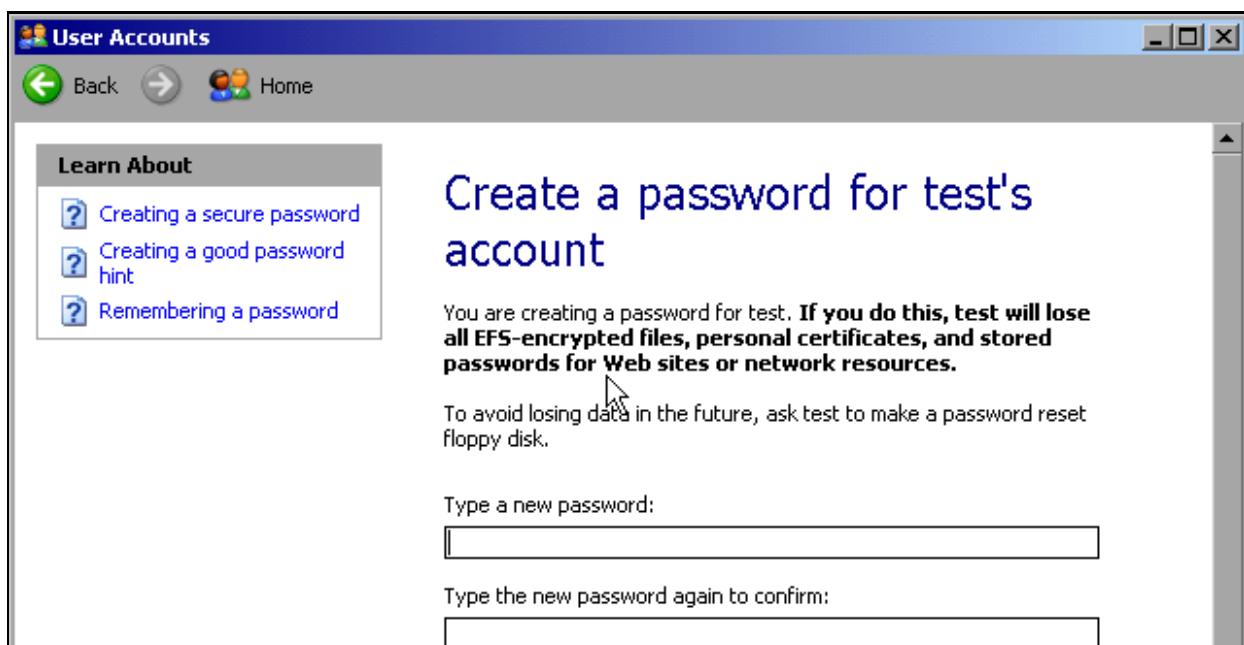 User Accounts
Back
Home
Learn About
Creating a secure password
Creating a good password
hint
Remembering a password
Create a password for test's
account
You are creating a password for test. If you do this, test will lose
all EFS-encrypted files, personal certificates, and stored
passwords for Web sites or network resources.
To avoid losing data in the future, ask test to make a password reset
floppy disk.
Type a new password:
Type the new password again to confirm: